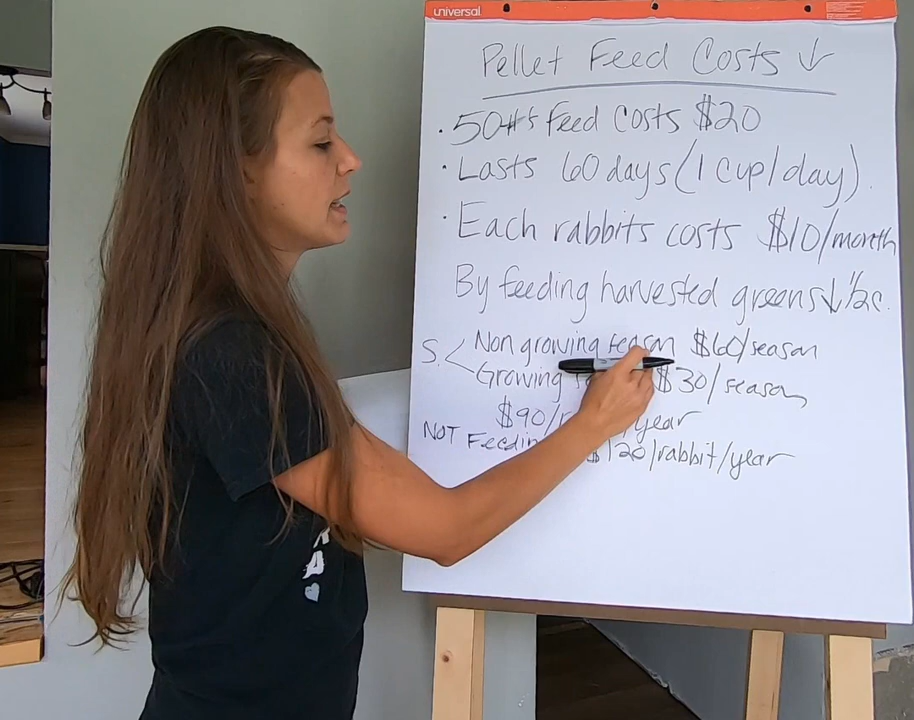 universal
Pellet Feed Costs ↓
• 50#'s feed costs $20
• Lasts 60 days (1 cup/day).
• Each rabbits costs $10/month
By feeding harvested greens ↓ 1/2
S. < Non growing season $60/season
Growing $30/season
$90/ /year
NOT Feeding $120/rabbit/year